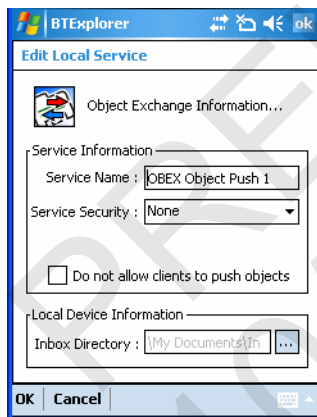 BTExplorer ok
Edit Local Service
Object Exchange Information...
Service Information
Service Name : OBEX Object Push 1
Service Security : None
Do not allow clients to push objects
Local Device Information
Inbox Directory : \My Documents\In ...
OK Cancel